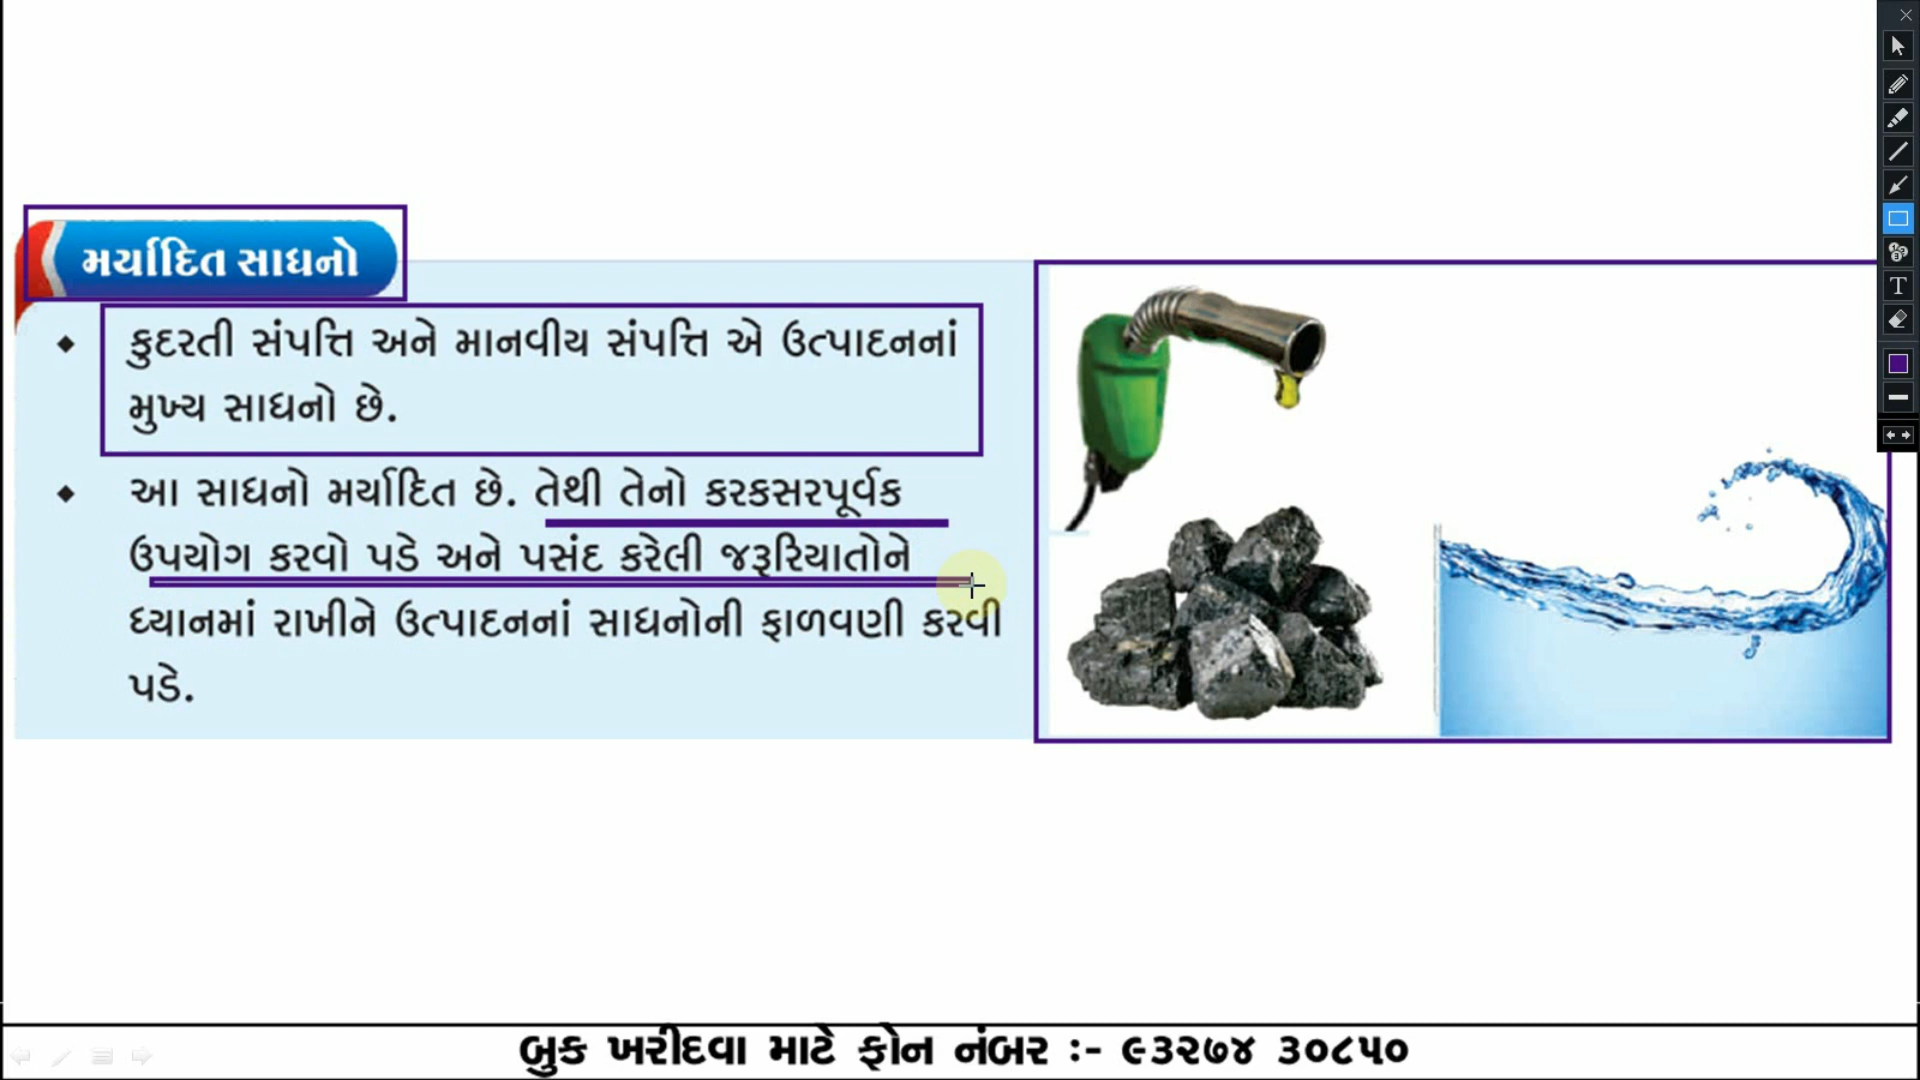 મર્યાદિત સાધનો
કુદરતી સંપત્તિ અને માનવીય સંપત્તિ એ ઉત્પાદનનાં
મુખ્ય સાધનો છે.
આ સાધનો મર્યાદિત છે. તેથી તેનો કરકસરપૂર્વક
ઉપયોગ કરવો પડે અને પસંદ કરેલી જરૂરિયાતોને
ધ્યાનમાં રાખીને ઉત્પાદનનાં સાધનોની ફાળવણી કરવી
પડે.
બુક ખરીદવા માટે ફોન નંબર :- ૯૩૨૭૪ ૩૦૮૫૦